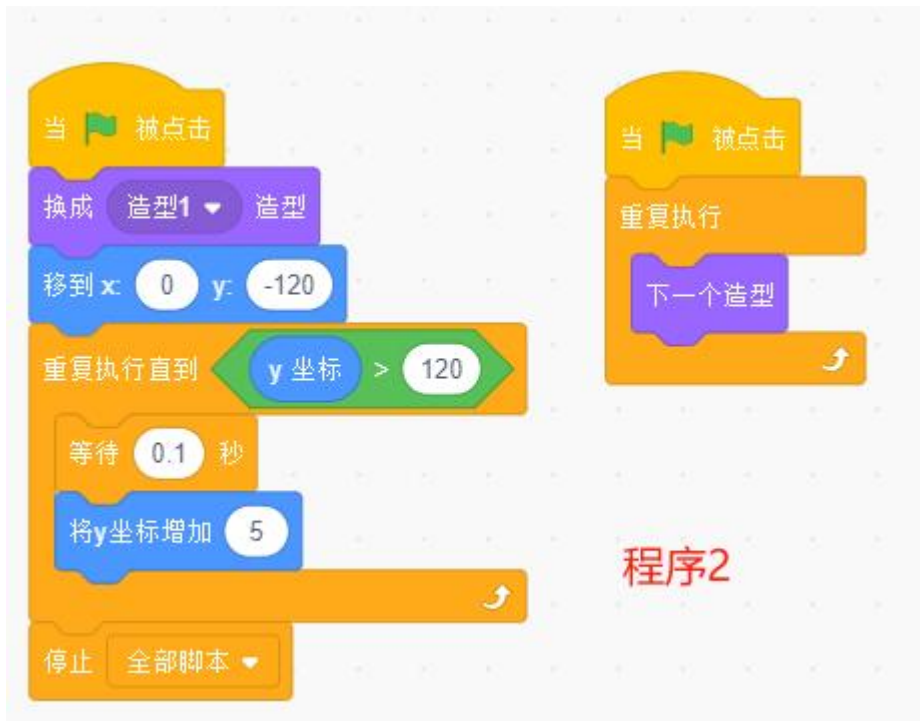 当 被点击
换成 造型1 造型
移到 x: 0 y: -120
重复执行直到 y 坐标 > 120
等待 0.1 秒
将y坐标增加 5
停止 全部脚本
当 被点击
重复执行
下一个造型
程序2